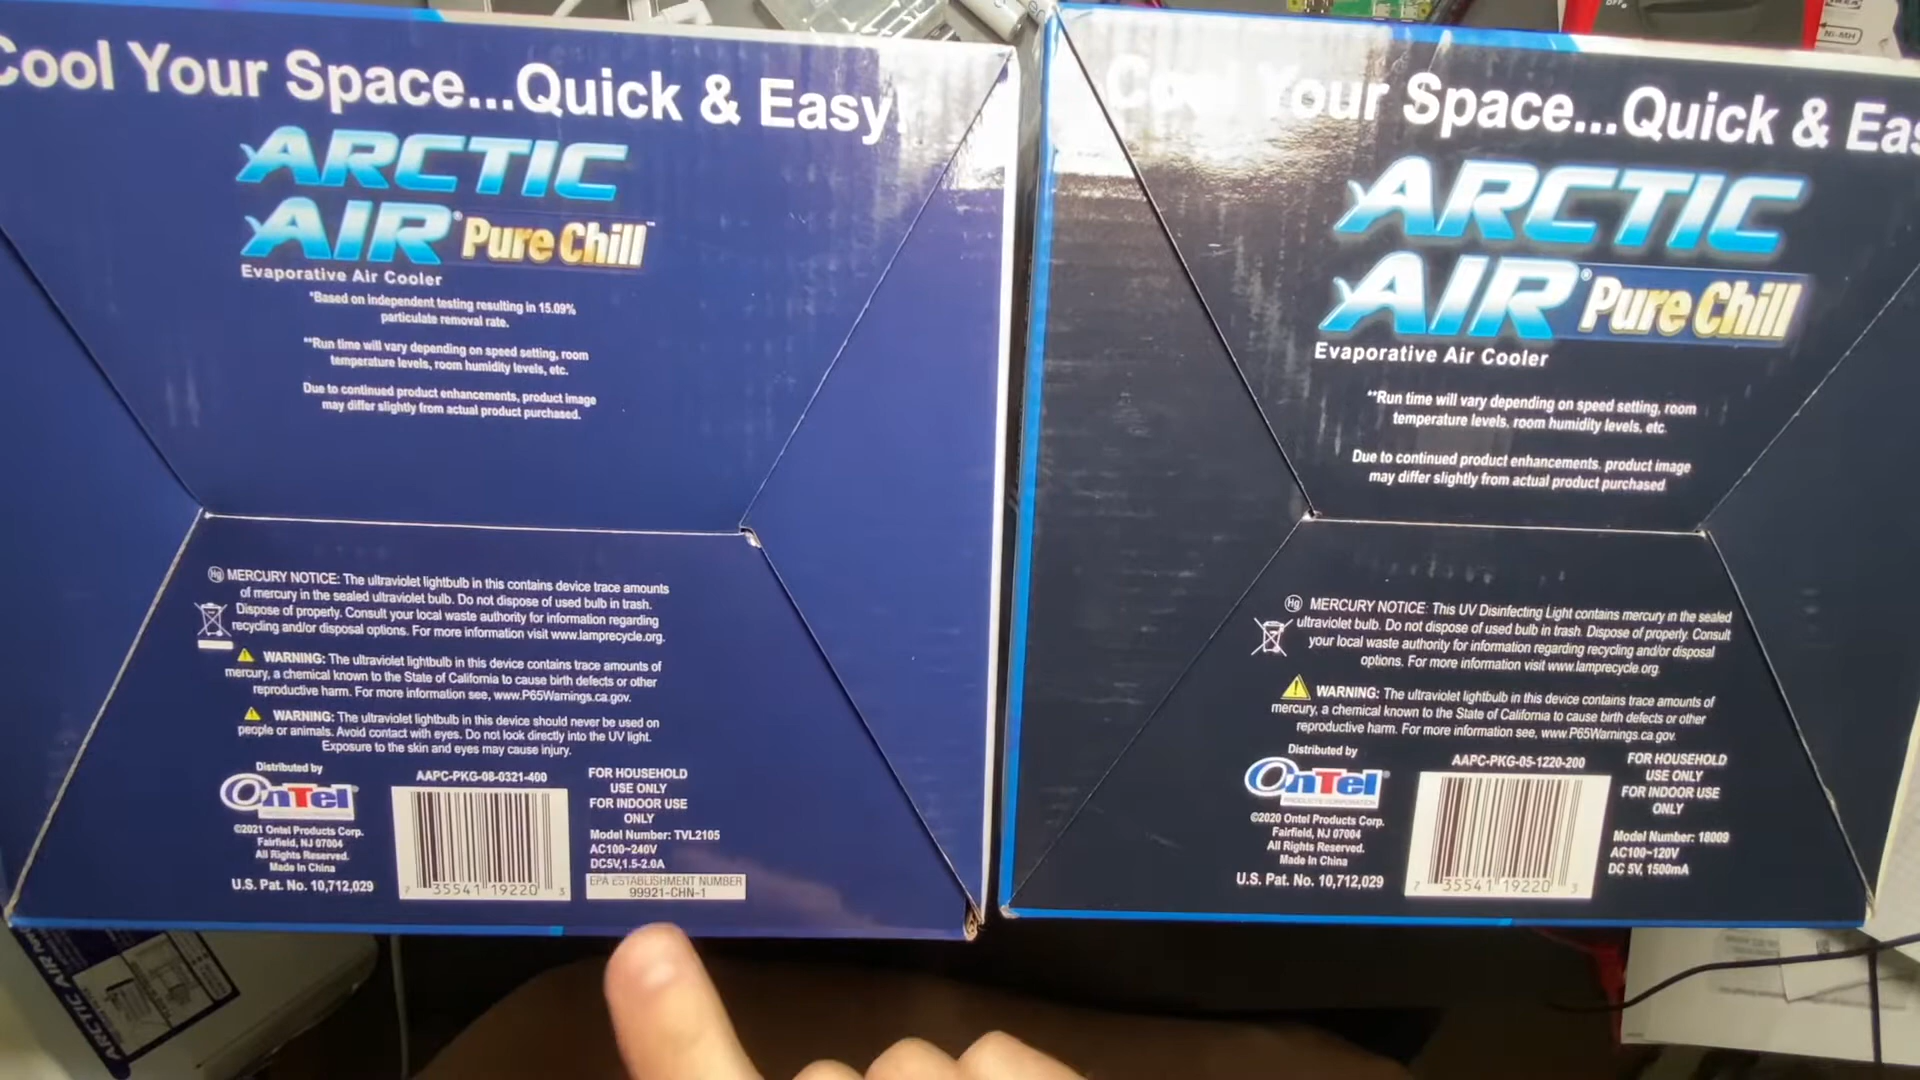 Cool Your Space...Quick & Easy!
ARCTIC
AIR® Pure Chill™
Evaporative Air Cooler
*Based on independent testing resulting in 15.09%
particulate removal rate.
**Run time will vary depending on speed setting, room
temperature levels, room humidity levels, etc.
Due to continued product enhancements, product image
may differ slightly from actual product purchased.
Hg MERCURY NOTICE: The ultraviolet lightbulb in this contains device trace amounts
of mercury in the sealed ultraviolet bulb. Do not dispose of used bulb in trash.
Dispose of properly. Consult your local waste authority for information regarding
recycling and/or disposal options. For more information visit www.lamprecycle.org.
WARNING: The ultraviolet lightbulb in this device contains trace amounts of
mercury, a chemical known to the State of California to cause birth defects or other
reproductive harm. For more information see, www.P65Warnings.ca.gov.
WARNING: The ultraviolet lightbulb in this device should never be used on
people or animals. Avoid contact with eyes. Do not look directly into the UV light.
Exposure to the skin and eyes may cause injury.
Distributed by
OnTel
©2021 Ontel Products Corp.
Fairfield, NJ 07004
All Rights Reserved.
Made in China
U.S. Pat. No. 10,712,029
AAPC-PKG-08-0321-400
7 35541 19220 3
FOR HOUSEHOLD
USE ONLY
FOR INDOOR USE
ONLY
Model Number: TVL2105
AC100~240V
DC5V,1.5-2.0A
EPA ESTABLISHMENT NUMBER
99921-CHN-1
Cool Your Space...Quick & Eas
ARCTIC
AIR® Pure Chill
Evaporative Air Cooler
**Run time will vary depending on speed setting, room
temperature levels, room humidity levels, etc.
Due to continued product enhancements, product image
may differ slightly from actual product purchased
Hg MERCURY NOTICE: This UV Disinfecting Light contains mercury in the sealed
ultraviolet bulb. Do not dispose of used bulb in trash. Dispose of properly. Consult
your local waste authority for information regarding recycling and/or disposal
options. For more information visit www.lamprecycle.org.
WARNING: The ultraviolet lightbulb in this device contains trace amounts of
mercury, a chemical known to the State of California to cause birth defects or other
reproductive harm. For more information see, www.P65Warnings.ca.gov.
Distributed by
OnTel®
PRODUCTS CORPORATION
©2020 Ontel Products Corp.
Fairfield, NJ 07004
All Rights Reserved.
Made in China
U.S. Pat. No. 10,712,029
AAPC-PKG-05-1220-200
7 35541 19220 3
FOR HOUSEHOLD
USE ONLY
FOR INDOOR USE
ONLY
Model Number: 18009
AC100~120V
DC 5V, 1500mA
Ni-MH
OFF
ARCTIC AIR